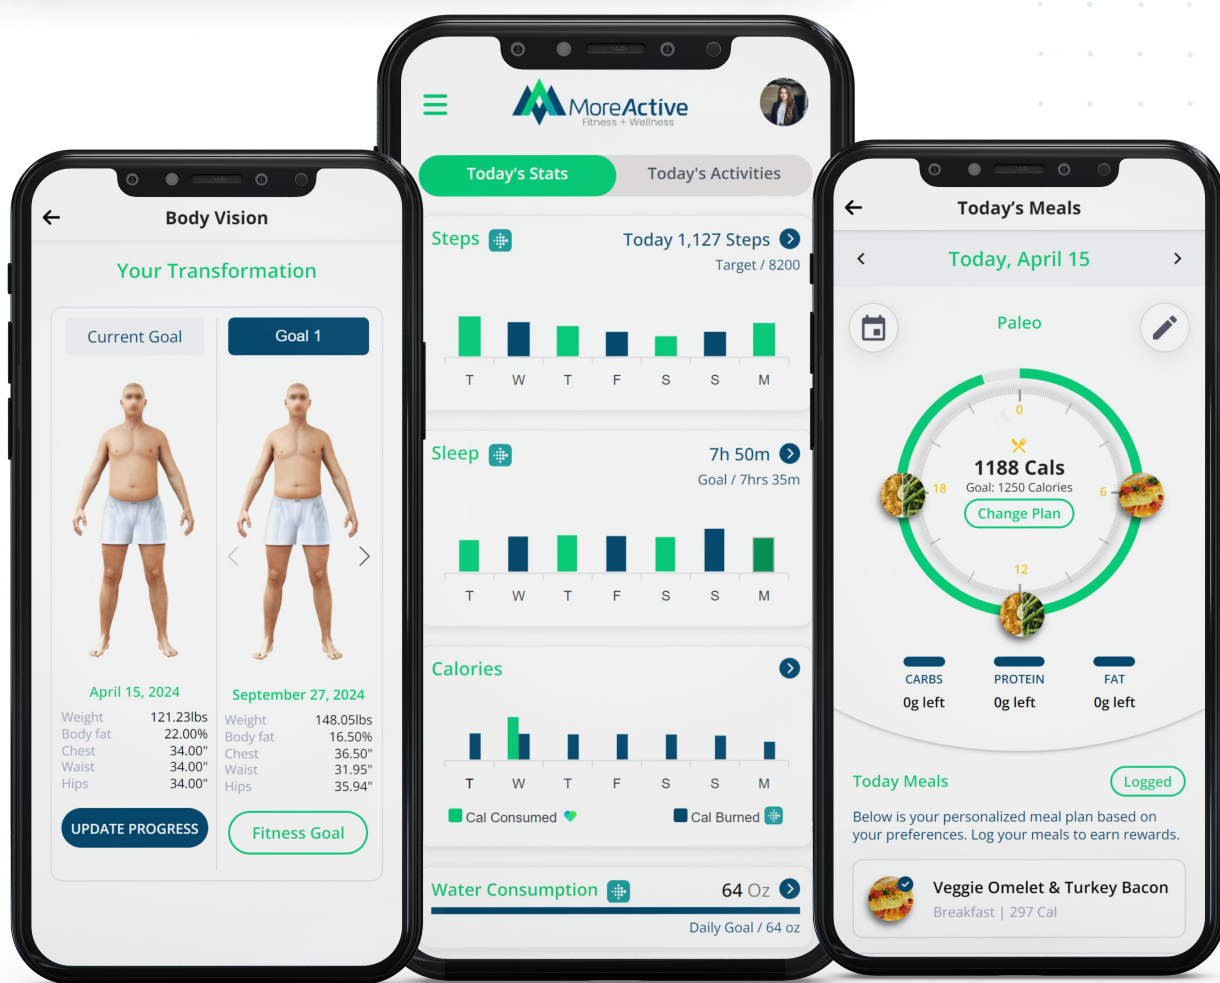 Body Vision
Your Transformation
Current Goal
Goal 1
April 15, 2024
Weight 121.23lbs
Body fat 22.00%
Chest 34.00"
Waist 34.00"
Hips 34.00"
UPDATE PROGRESS
September 27, 2024
Weight 148.05lbs
Body fat 16.50%
Chest 36.50"
Waist 31.95"
Hips 35.94"
Fitness Goal
MoreActive
Fitness + Wellness
Today's Stats
Today's Activities
Steps
Today 1,127 Steps
Target / 8200
T W T F S S M
Sleep
7h 50m
Goal / 7hrs 35m
T W T F S S M
Calories
T W T F S S M
Cal Consumed
Cal Burned
Water Consumption
64 Oz
Daily Goal / 64 oz
Today's Meals
Today, April 15
Paleo
0
1188 Cals
Goal: 1250 Calories
18
6
Change Plan
12
CARBS PROTEIN FAT
0g left 0g left 0g left
Today Meals
Logged
Below is your personalized meal plan based on
your preferences. Log your meals to earn rewards.
Veggie Omelet & Turkey Bacon
Breakfast | 297 Cal